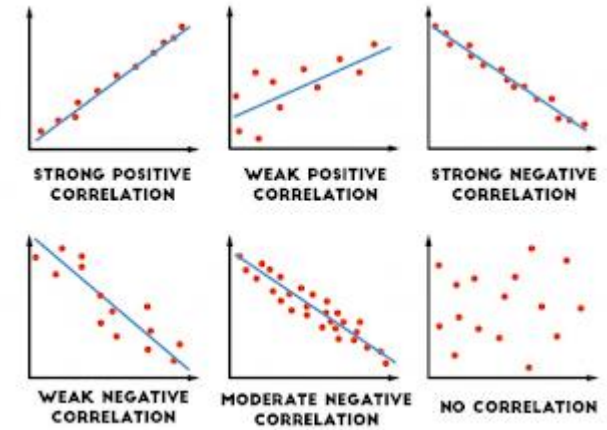 STRONG POSITIVE
CORRELATION
WEAK POSITIVE
CORRELATION
STRONG NEGATIVE
CORRELATION
WEAK NEGATIVE
CORRELATION
MODERATE NEGATIVE
CORRELATION
NO CORRELATION